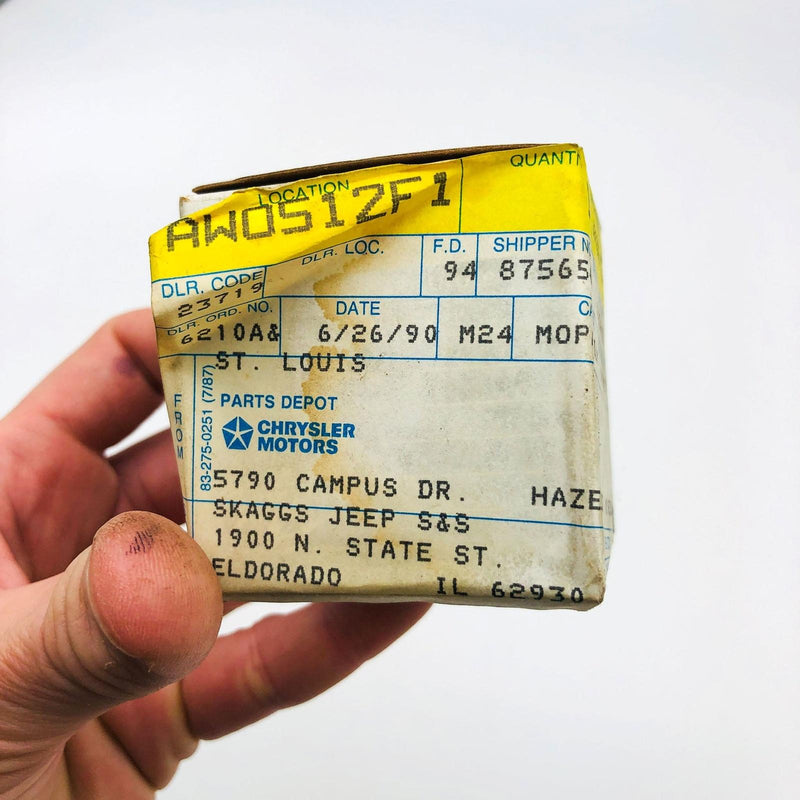 LOCATION QUANT
AW0512F1
DLR. LOC. F.D. SHIPPER N
DLR. CODE 94 87565
23719
DLR. ORD. NO. DATE CA
6210A& 6/26/90 M24 MOP
ST. LOUIS
FROM
83-275-0251 (7/87)
PARTS DEPOT
CHRYSLER
MOTORS
5790 CAMPUS DR. HAZE
SKAGGS JEEP S&S
1900 N. STATE ST.
ELDORADO IL 62930